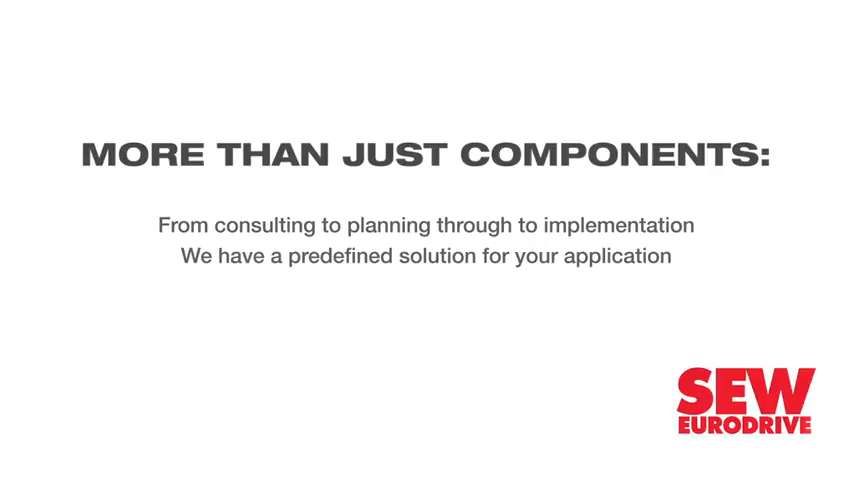 MORE THAN JUST COMPONENTS:
From consulting to planning through to implementation
We have a predefined solution for your application
SEW
EURODRIVE